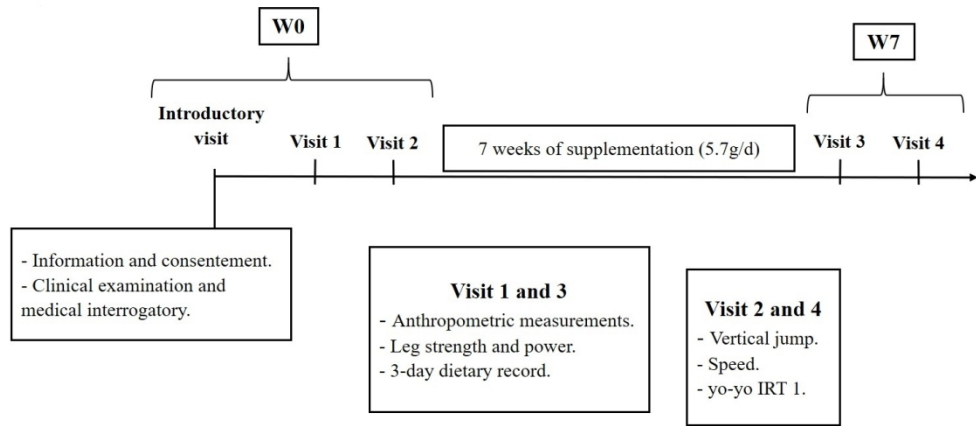 W0
W7
Introductory
visit
Visit 1
Visit 2
7 weeks of supplementation (5.7g/d)
Visit 3
Visit 4
- Information and consentement.
- Clinical examination and
medical interrogatory.
Visit 1 and 3
- Anthropometric measurements.
- Leg strength and power.
- 3-day dietary record.
Visit 2 and 4
- Vertical jump.
- Speed.
- yo-yo IRT 1.